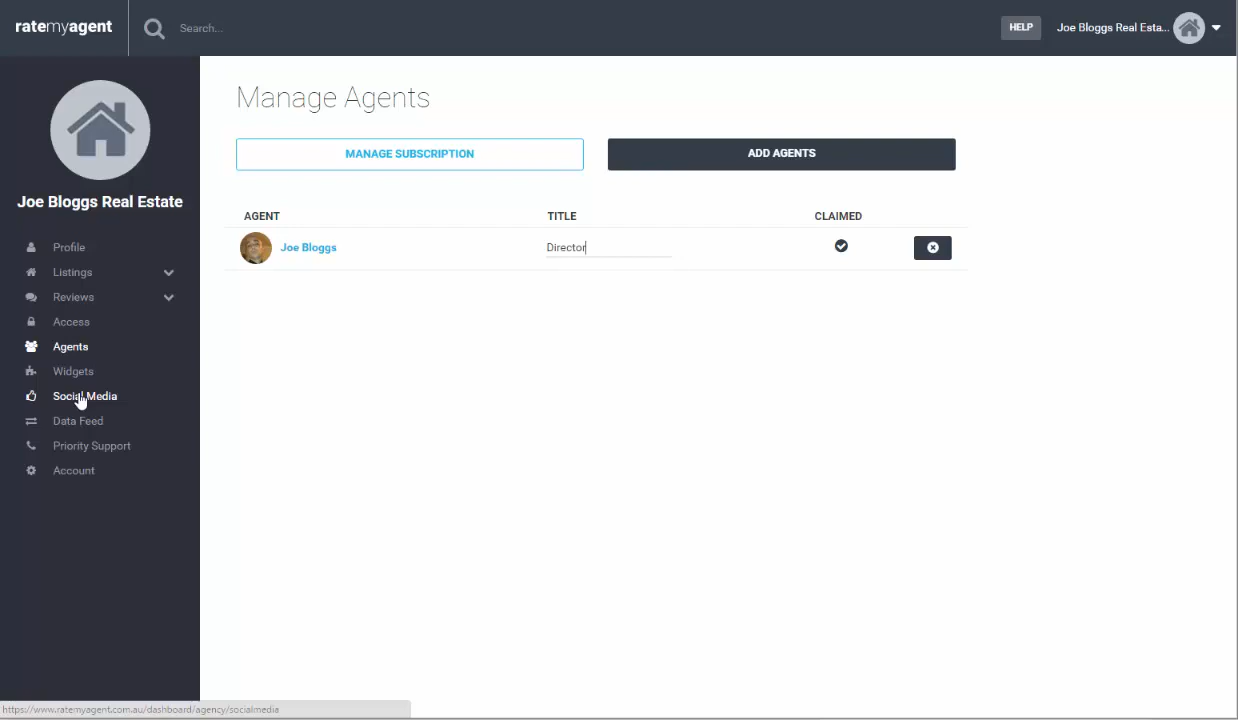 ratemyagent
Search...
HELP
Joe Bloggs Real Esta...
Joe Bloggs Real Estate
Profile
Listings
Reviews
Access
Agents
Widgets
Social Media
Data Feed
Priority Support
Account
Manage Agents
MANAGE SUBSCRIPTION
ADD AGENTS
AGENT TITLE CLAIMED
Joe Bloggs Director
https://www.ratemyagent.com.au/dashboard/agency/socialmedia